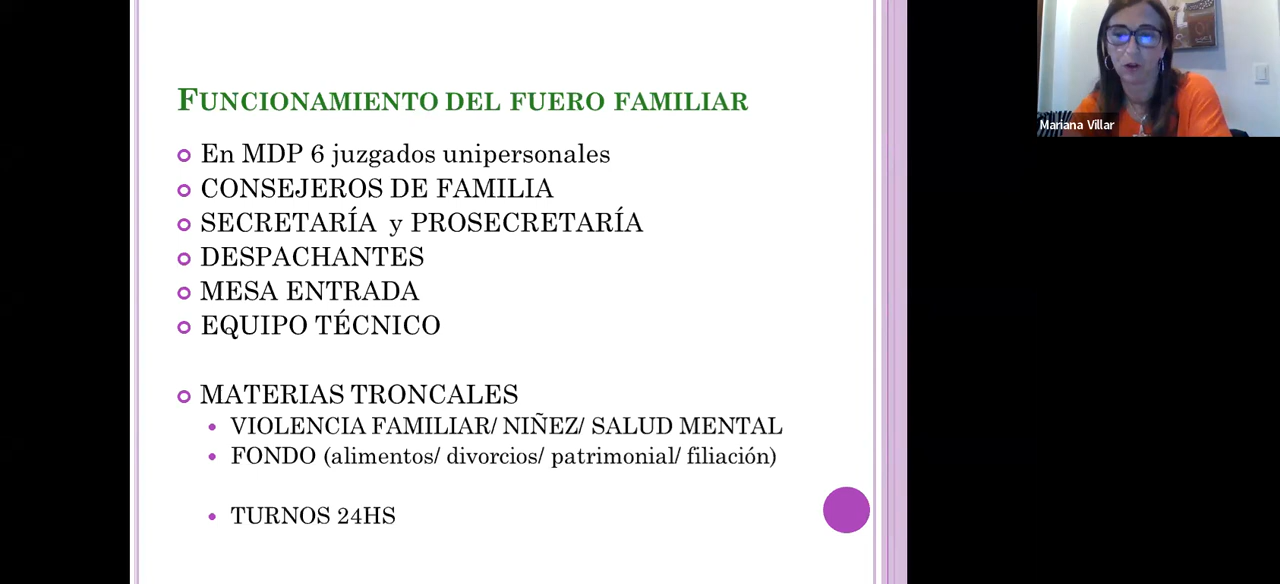 FUNCIONAMIENTO DEL FUERO FAMILIAR
En MDP 6 juzgados unipersonales
CONSEJEROS DE FAMILIA
SECRETARÍA y PROSECRETARÍA
DESPACHANTES
MESA ENTRADA
EQUIPO TÉCNICO
MATERIAS TRONCALES
VIOLENCIA FAMILIAR/ NIÑEZ/ SALUD MENTAL
FONDO (alimentos/ divorcios/ patrimonial/ filiación)
TURNOS 24HS
Mariana Villar